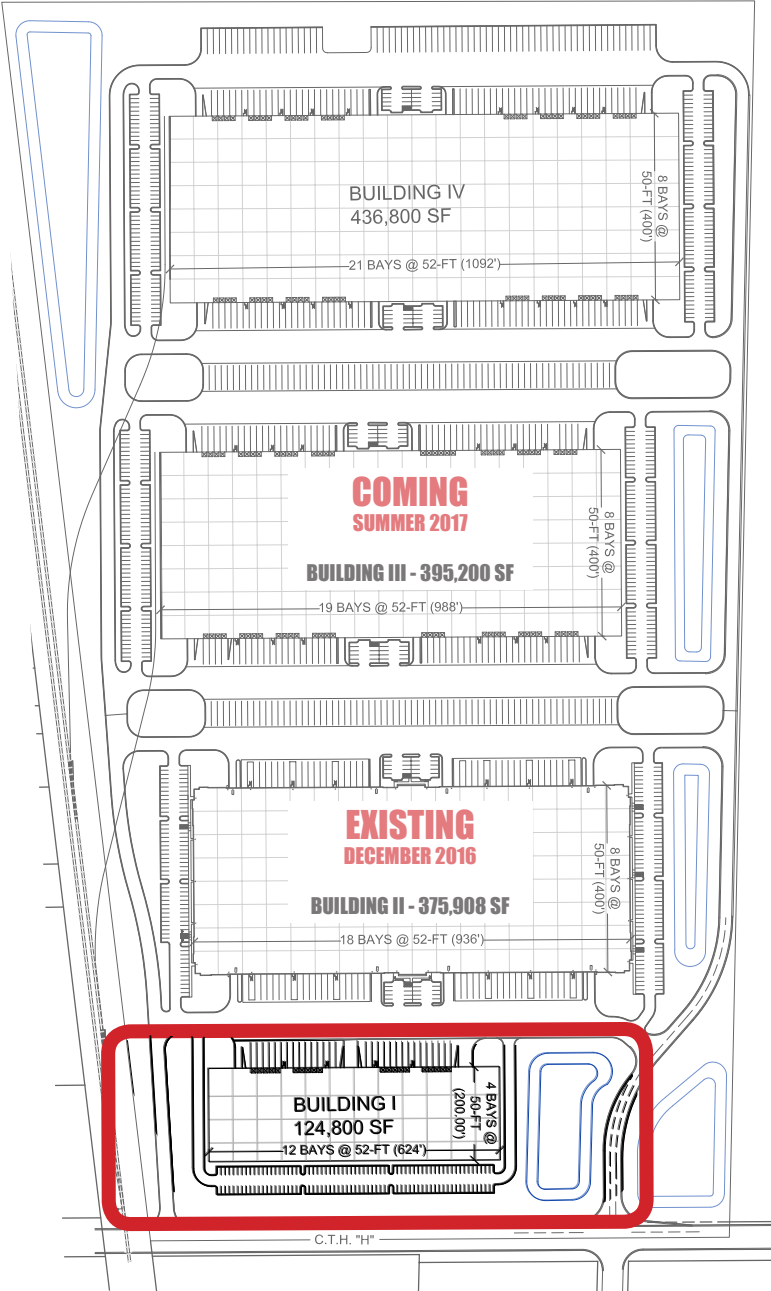 BUILDING IV
436,800 SF
8 BAYS @
50-FT (400')
21 BAYS @ 52-FT (1092')
COMING
SUMMER 2017
BUILDING III - 395,200 SF
8 BAYS @
50-FT (400')
19 BAYS @ 52-FT (988')
EXISTING
DECEMBER 2016
BUILDING II - 375,908 SF
8 BAYS @
50-FT (400')
18 BAYS @ 52-FT (936')
BUILDING I
124,800 SF
4 BAYS @
50-FT
(200.00')
12 BAYS @ 52-FT (624')
C.T.H. "H"